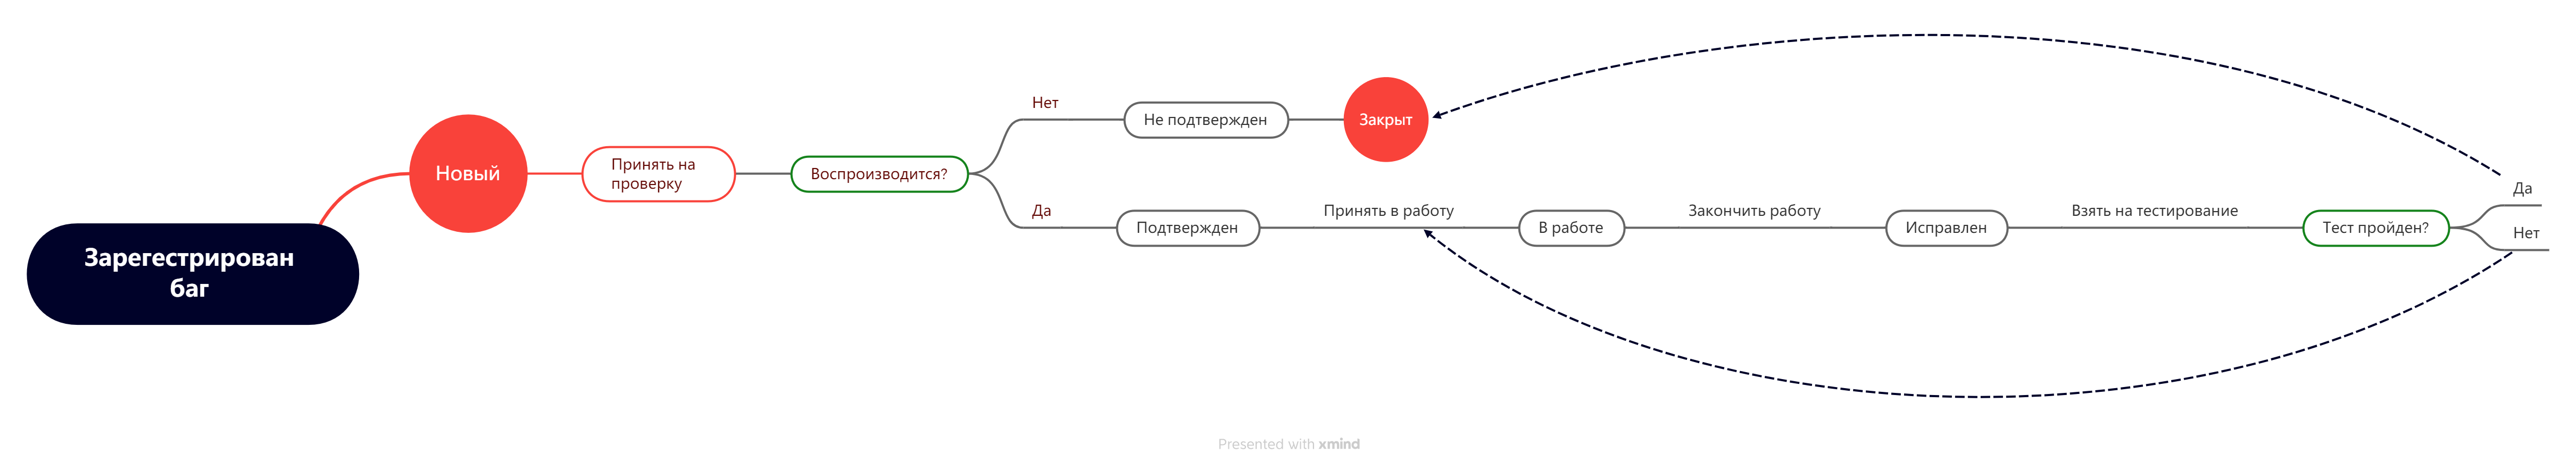 Зарегестрирован
баг
Новый
Принять на
проверку
Воспроизводится?
Нет
Не подтвержден
Закрыт
Да
Подтвержден
Принять в работу
В работе
Закончить работу
Исправлен
Взять на тестирование
Тест пройден?
Да
Нет
Presented with xmind